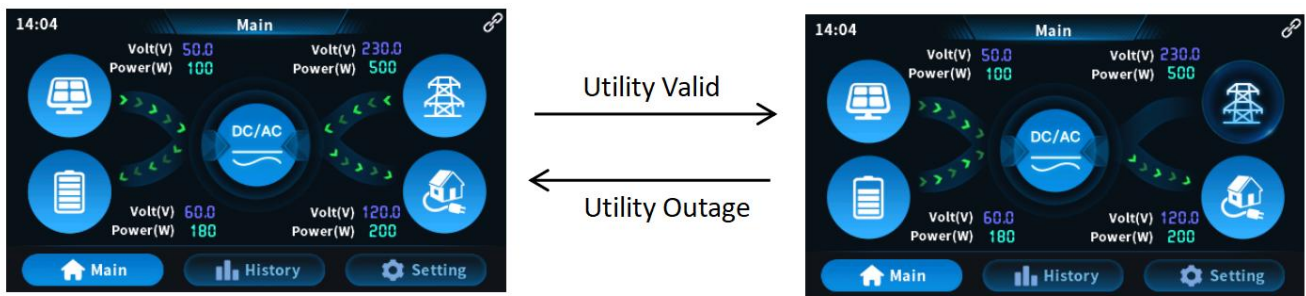 14:04 Main
Volt(V) 50.0 Volt(V) 230.0
Power(W) 100 Power(W) 500
DC/AC
Volt(V) 60.0 Volt(V) 120.0
Power(W) 180 Power(W) 200
Main History Setting
Utility Valid
Utility Outage
14:04 Main
Volt(V) 50.0 Volt(V) 230.0
Power(W) 100 Power(W) 500
DC/AC
Volt(V) 60.0 Volt(V) 120.0
Power(W) 180 Power(W) 200
Main History Setting